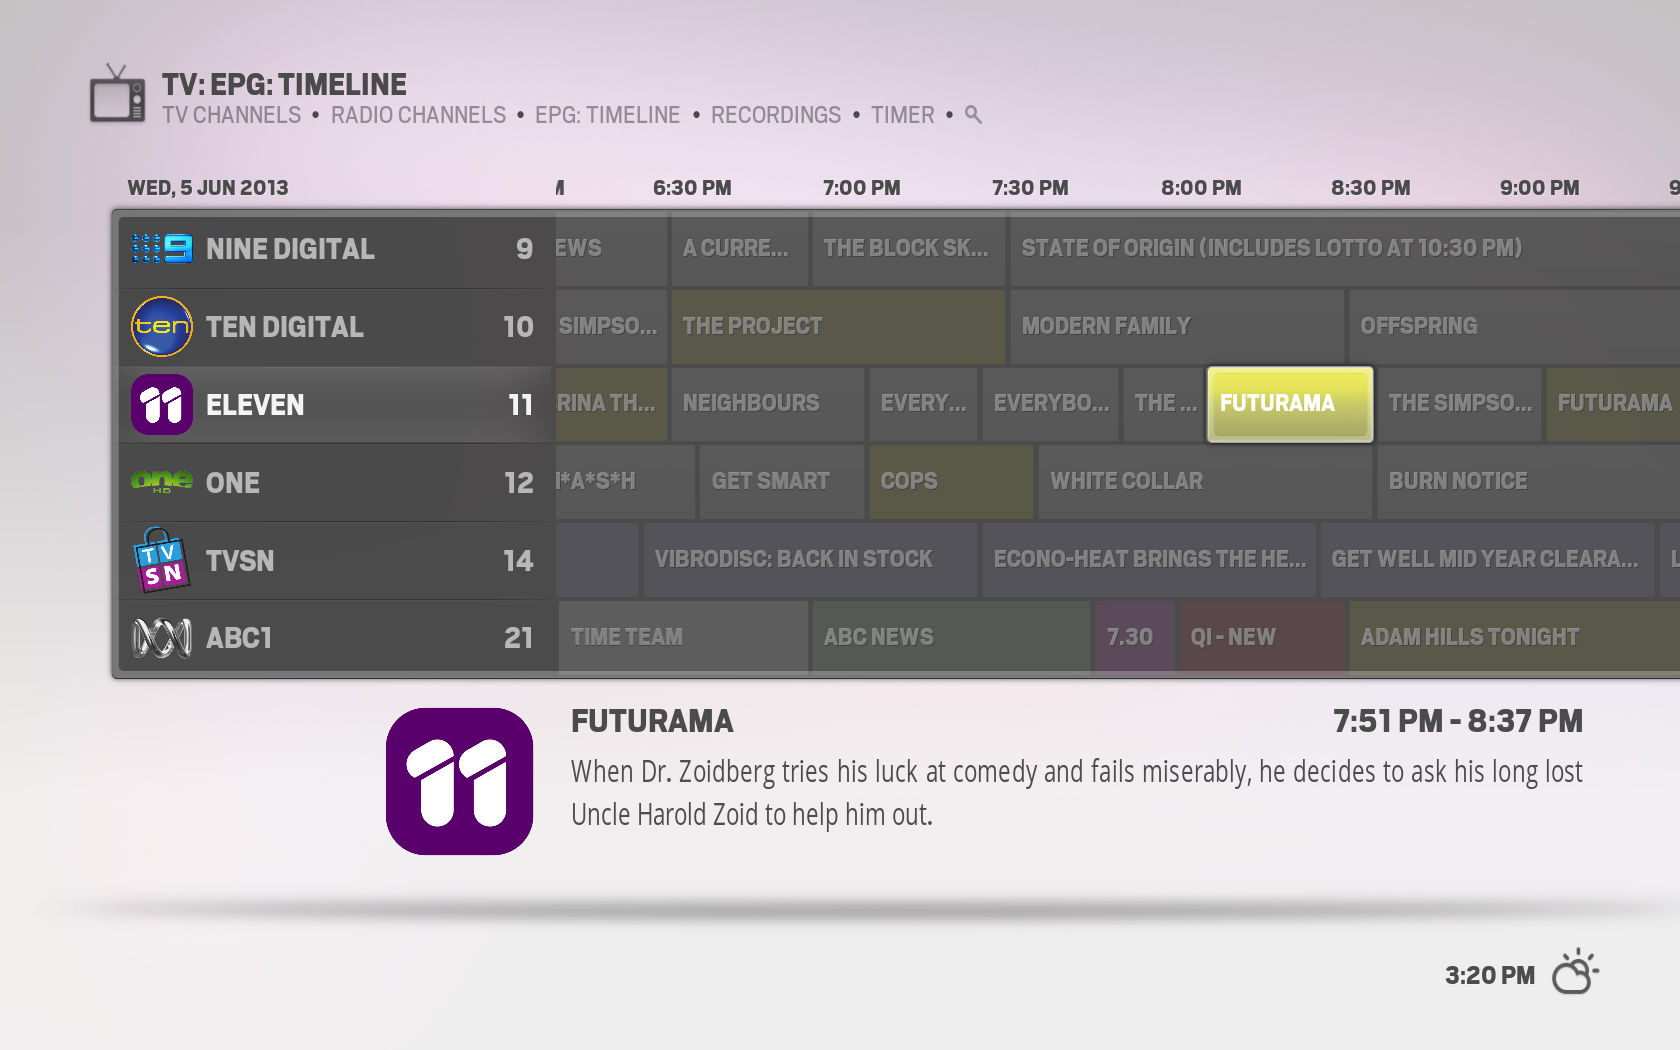 TV: EPG: TIMELINE
TV CHANNELS • RADIO CHANNELS • EPG: TIMELINE • RECORDINGS • TIMER •
WED, 5 JUN 2013 6:30 PM 7:00 PM 7:30 PM 8:00 PM 8:30 PM 9:00 PM 9
9 NINE DIGITAL 9 EWS A CURRE... THE BLOCK SK... STATE OF ORIGIN (INCLUDES LOTTO AT 10:30 PM)
ten TEN DIGITAL 10 SIMPSO... THE PROJECT MODERN FAMILY OFFSPRING
11 ELEVEN 11 RINA TH... NEIGHBOURS EVERY... EVERYBO... THE ... FUTURAMA THE SIMPSO... FUTURAMA
one HD ONE 12 *A*S*H GET SMART COPS WHITE COLLAR BURN NOTICE
TVSN TVSN 14 VIBRODISC: BACK IN STOCK ECONO-HEAT BRINGS THE HE... GET WELL MID YEAR CLEARA... L
ABC1 21 TIME TEAM ABC NEWS 7.30 QI - NEW ADAM HILLS TONIGHT
11 FUTURAMA 7:51 PM - 8:37 PM
When Dr. Zoidberg tries his luck at comedy and fails miserably, he decides to ask his long lost
Uncle Harold Zoid to help him out.
3:20 PM